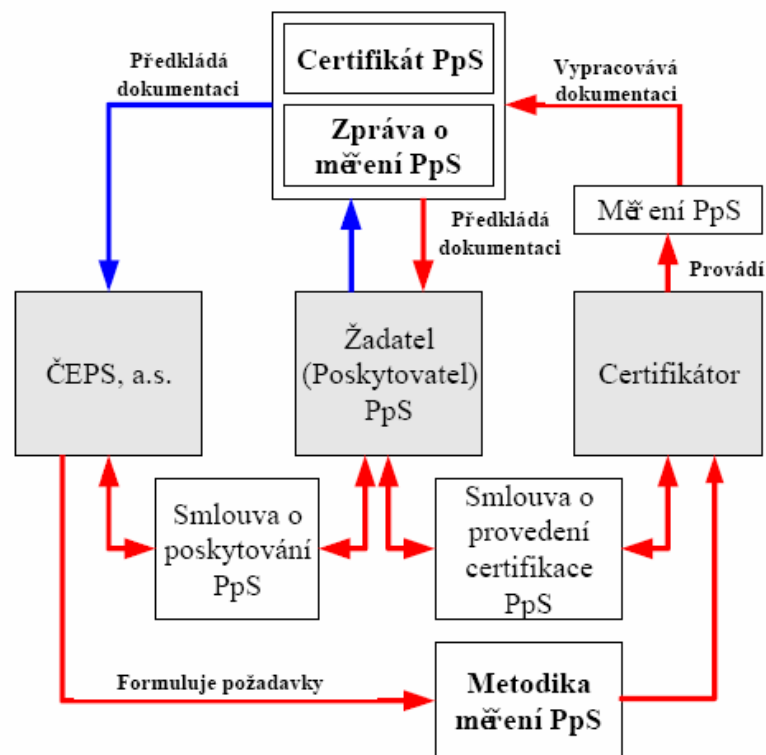 Předkládá
dokumentaci
Certifikát PpS
Zpráva o
měření PpS
Vypracovává
dokumentaci
Předkládá
dokumentaci
Měření PpS
Provádí
ČEPS, a.s.
Žadatel
(Poskytovatel)
PpS
Certifikátor
Smlouva o
poskytování
PpS
Smlouva o
provedení
certifikace
PpS
Formuluje požadavky
Metodika
měření PpS